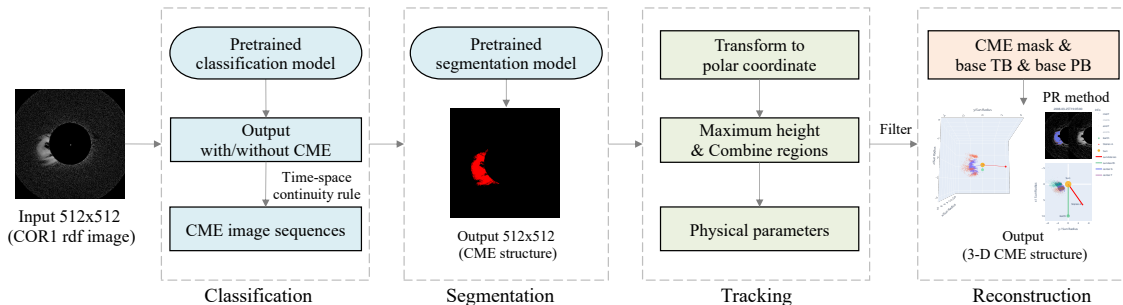 Input 512x512
(COR1 rdf image)
Pretrained
classification model
Output
with/without CME
Time-space
continuity rule
CME image sequences
Classification
Pretrained
segmentation model
Output 512x512
(CME structure)
Segmentation
Transform to
polar coordinate
Maximum height
& Combine regions
Physical parameters
Tracking
Filter
CME mask &
base TB & base PB
PR method
Output
(3-D CME structure)
Reconstruction